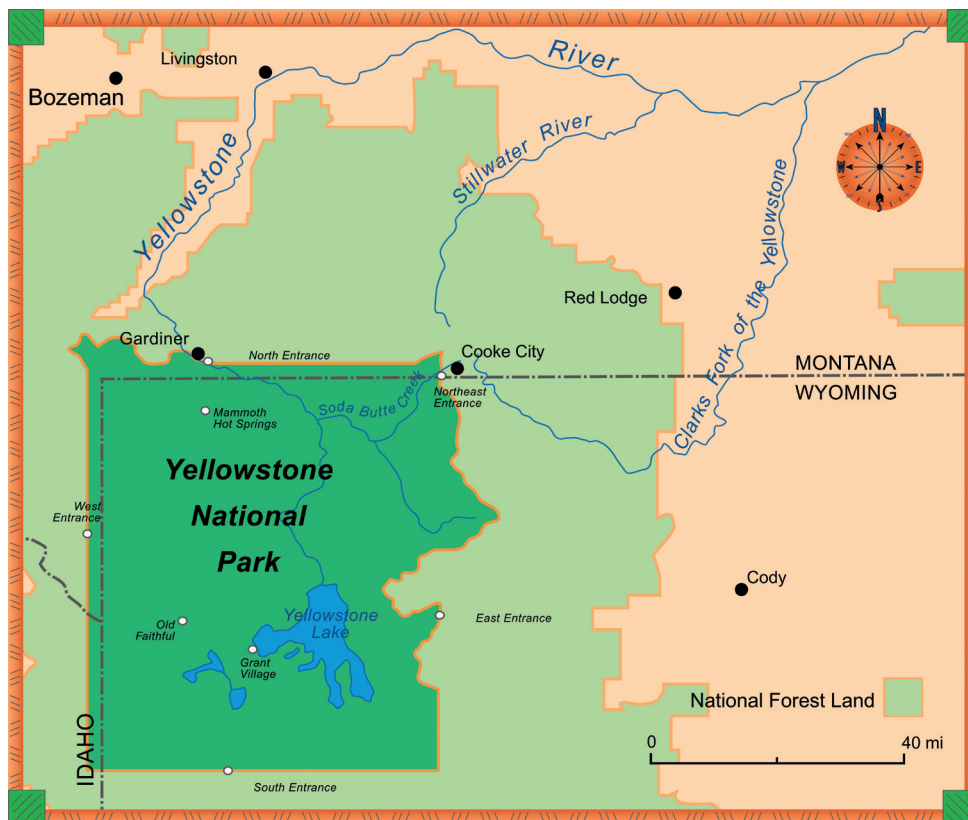 Livingston
Bozeman
Yellowstone
River
Stillwater River
Clarks Fork of the Yellowstone
N
W
E
S
Red Lodge
Gardiner
North Entrance
Cooke City
MONTANA
WYOMING
Northeast
Entrance
Soda Butte Creek
Mammoth
Hot Springs
Yellowstone
National
Park
West
Entrance
Cody
Old
Faithful
Yellowstone
Lake
East Entrance
Grant
Village
National Forest Land
IDAHO
0
40 mi
South Entrance